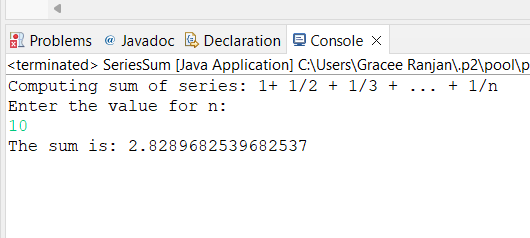 Problems @ Javadoc Declaration Console
<terminated> SeriesSum [Java Application] C:\Users\Gracee Ranjan\.p2\pool\p
Computing sum of series: 1+ 1/2 + 1/3 + ... + 1/n
Enter the value for n:
10
The sum is: 2.8289682539682537